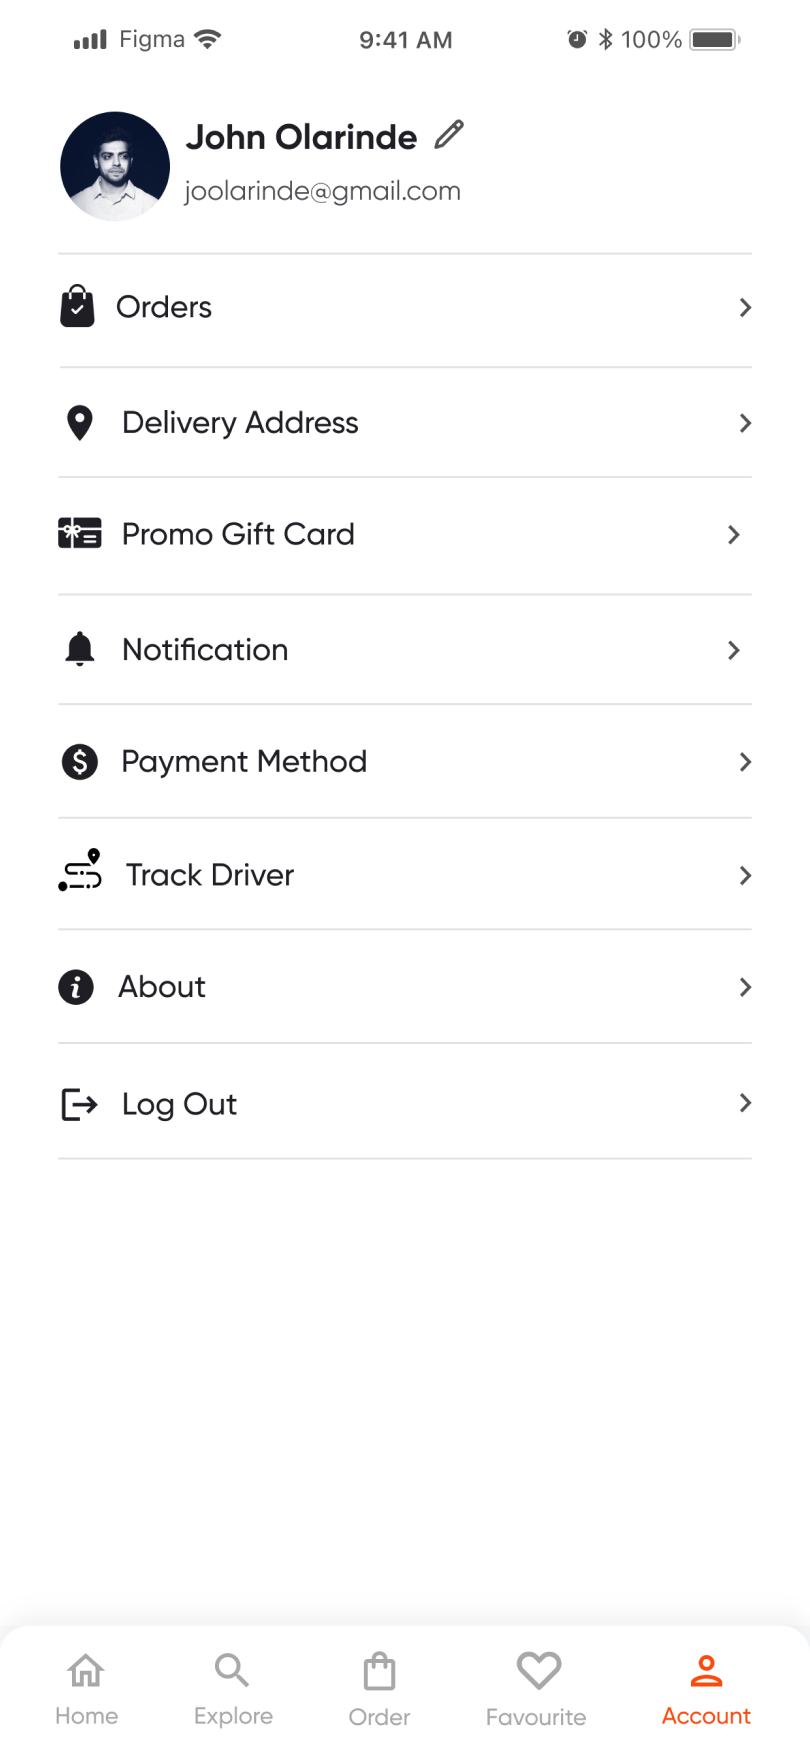 Figma 9:41 AM 100%
John Olarinde
joolarinde@gmail.com
Orders
Delivery Address
Promo Gift Card
Notification
Payment Method
Track Driver
About
Log Out
Home Explore Order Favourite Account